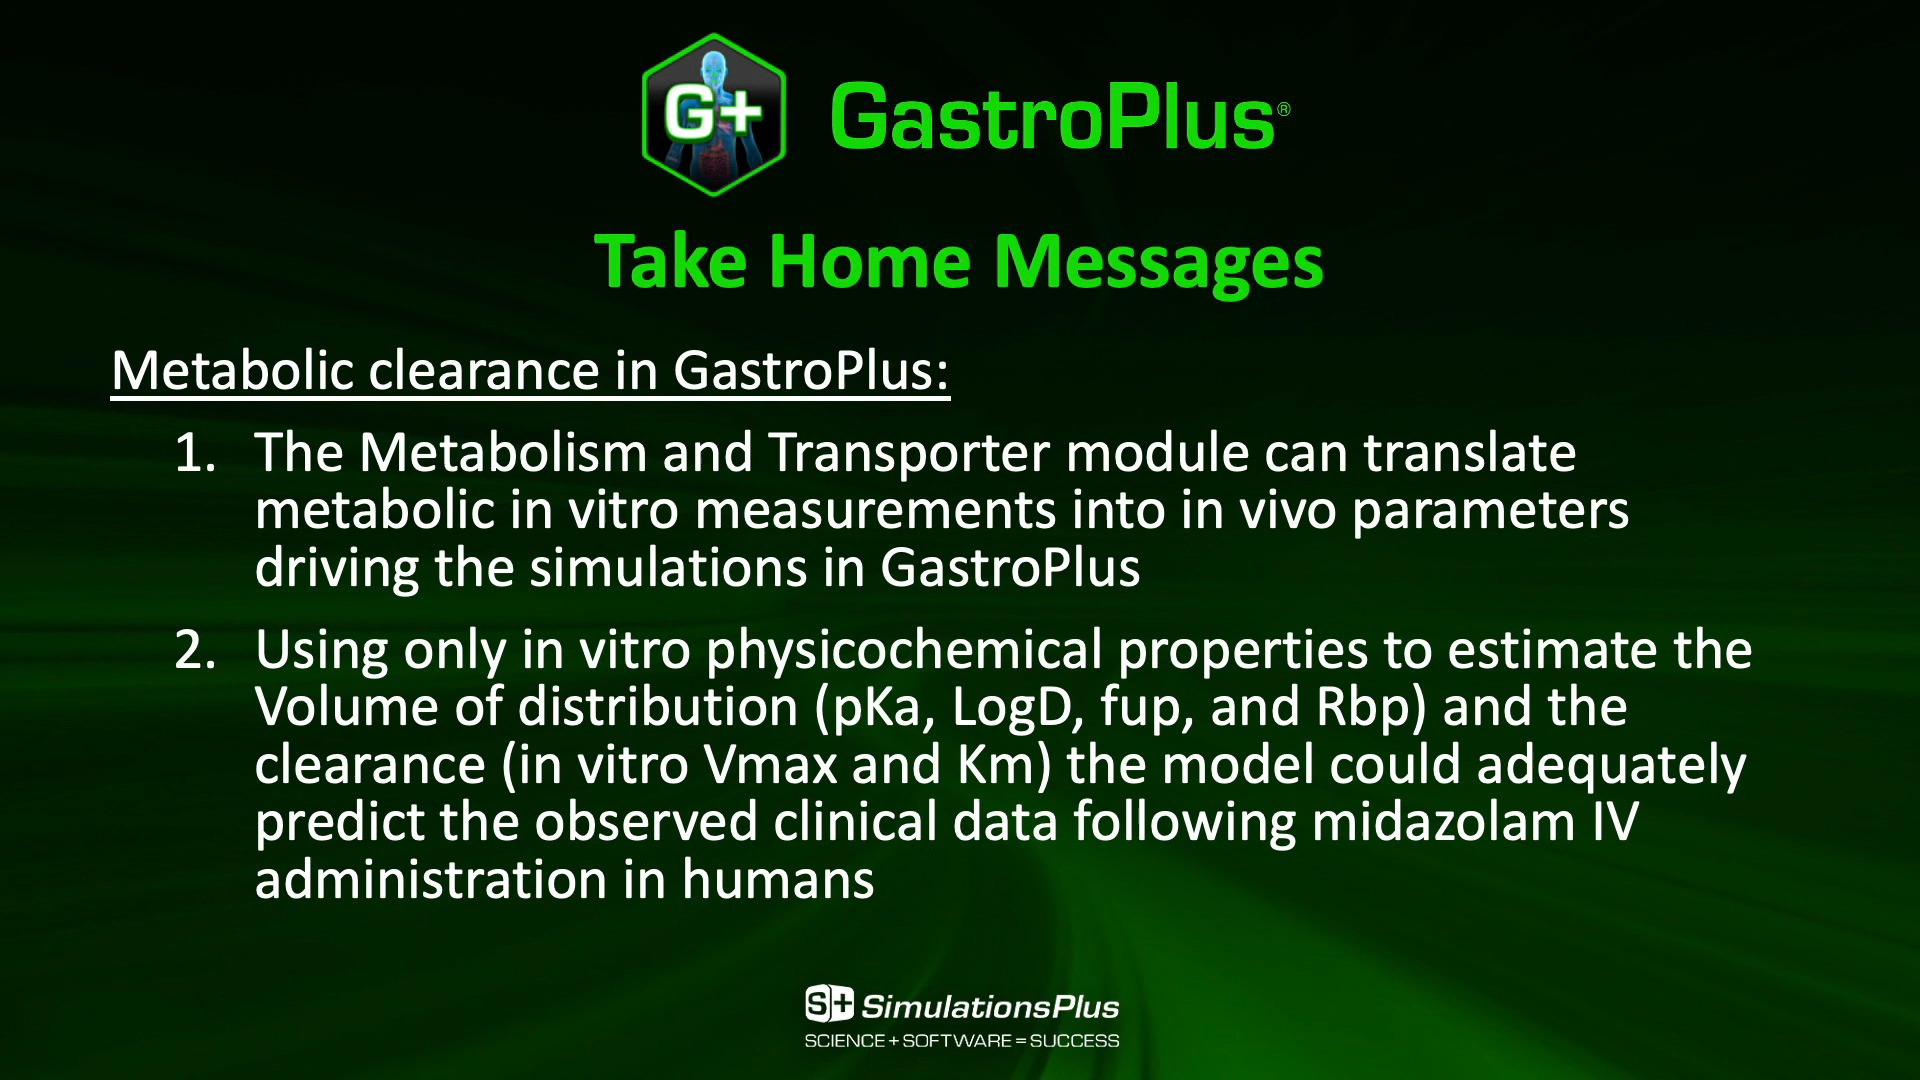 G+ GastroPlus®
Take Home Messages
Metabolic clearance in GastroPlus:
1. The Metabolism and Transporter module can translate
metabolic in vitro measurements into in vivo parameters
driving the simulations in GastroPlus
2. Using only in vitro physicochemical properties to estimate the
Volume of distribution (pKa, LogD, fup, and Rbp) and the
clearance (in vitro Vmax and Km) the model could adequately
predict the observed clinical data following midazolam IV
administration in humans
S+ SimulationsPlus
SCIENCE + SOFTWARE = SUCCESS